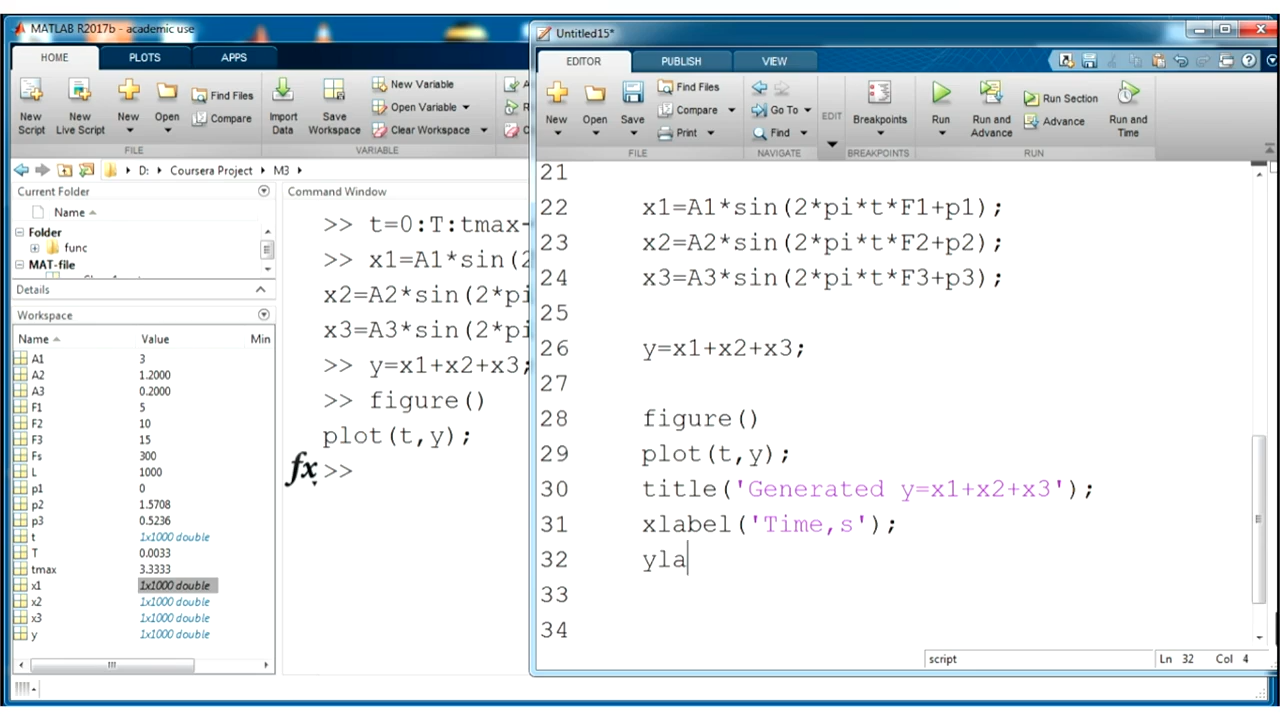 MATLAB R2017b - academic use
HOME PLOTS APPS
New Script
New Live Script
New
Open
Find Files
Compare
Import Data
Save Workspace
New Variable
Open Variable
Clear Workspace
FILE VARIABLE
D: Coursera Project M3
Current Folder
Name
Folder
func
MAT-file
Details
Workspace
Name Value Min
A1 3
A2 1.2000
A3 0.2000
F1 5
F2 10
F3 15
Fs 300
L 1000
p1 0
p2 1.5708
p3 0.5236
t 1x1000 double
T 0.0033
tmax 3.3333
x1 1x1000 double
x2 1x1000 double
x3 1x1000 double
y 1x1000 double
Command Window
>> t=0:T:tmax-
>> x1=A1*sin(2
x2=A2*sin(2*pi
x3=A3*sin(2*pi
>> y=x1+x2+x3;
>> figure()
plot(t,y);
fx >>
Untitled15*
EDITOR PUBLISH VIEW
New
Open
Save
Find Files
Compare
Print
Go To
Find
EDIT
Breakpoints
Run
Run and Advance
Run Section
Advance
Run and Time
FILE NAVIGATE BREAKPOINTS RUN
21
22 x1=A1*sin(2*pi*t*F1+p1);
23 x2=A2*sin(2*pi*t*F2+p2);
24 x3=A3*sin(2*pi*t*F3+p3);
25
26 y=x1+x2+x3;
27
28 figure()
29 plot(t,y);
30 title('Generated y=x1+x2+x3');
31 xlabel('Time,s');
32 yla
33
34
script Ln 32 Col 4